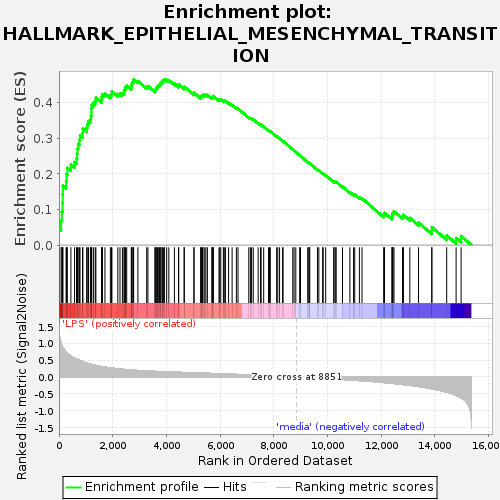 Enrichment plot:
HALLMARK_EPITHELIAL_MESENCHYMAL_TRANSIT
ION
Enrichment score (ES)
0.4
0.3
0.2
0.1
0.0
'LPS' (positively correlated)
Ranked list metric (Signal2Noise)
1.5
1.0
0.5
0.0
-0.5
-1.0
-1.5
Zero cross at 8851
'media' (negatively correlated)
0 2,000 4,000 6,000 8,000 10,000 12,000 14,000 16,000
Rank in Ordered Dataset
Enrichment profile Hits Ranking metric scores